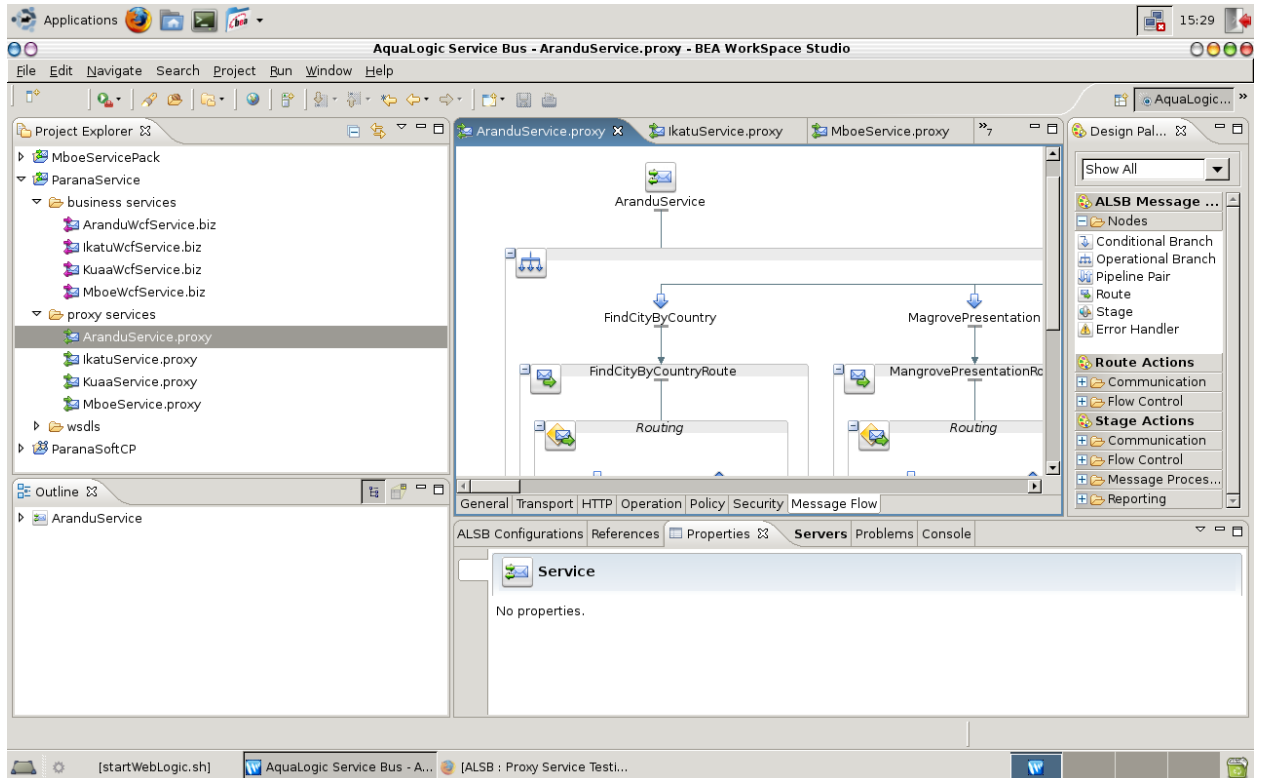 Applications
15:29
AquaLogic Service Bus - AranduService.proxy - BEA WorkSpace Studio
File Edit Navigate Search Project Run Window Help
AquaLogic...
Project Explorer
MboeServicePack
ParanaService
business services
AranduWcfService.biz
IkatuWcfService.biz
KuaaWcfService.biz
MboeWcfService.biz
proxy services
AranduService.proxy
IkatuService.proxy
KuaaService.proxy
MboeService.proxy
wsdls
ParanaSoftCP
Outline
AranduService
AranduService.proxy IkatuService.proxy MboeService.proxy »7
AranduService
FindCityByCountry MagrovePresentation
FindCityByCountryRoute MangrovePresentationRo
Routing Routing
General Transport HTTP Operation Policy Security Message Flow
Design Pal...
Show All
ALSB Message ...
Nodes
Conditional Branch
Operational Branch
Pipeline Pair
Route
Stage
Error Handler
Route Actions
Communication
Flow Control
Stage Actions
Communication
Flow Control
Message Proces...
Reporting
ALSB Configurations References Properties Servers Problems Console
Service
No properties.
[startWebLogic.sh] AquaLogic Service Bus - A... [ALSB : Proxy Service Testi...